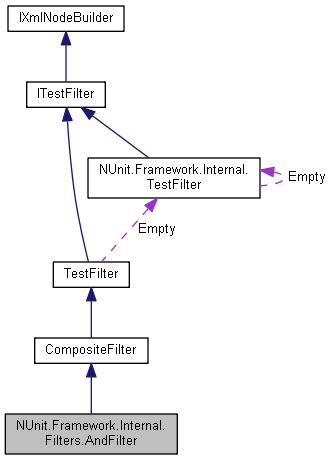 IXmlNodeBuilder
ITestFilter
NUnit.Framework.Internal.
TestFilter
Empty
Empty
TestFilter
CompositeFilter
NUnit.Framework.Internal.
Filters.AndFilter